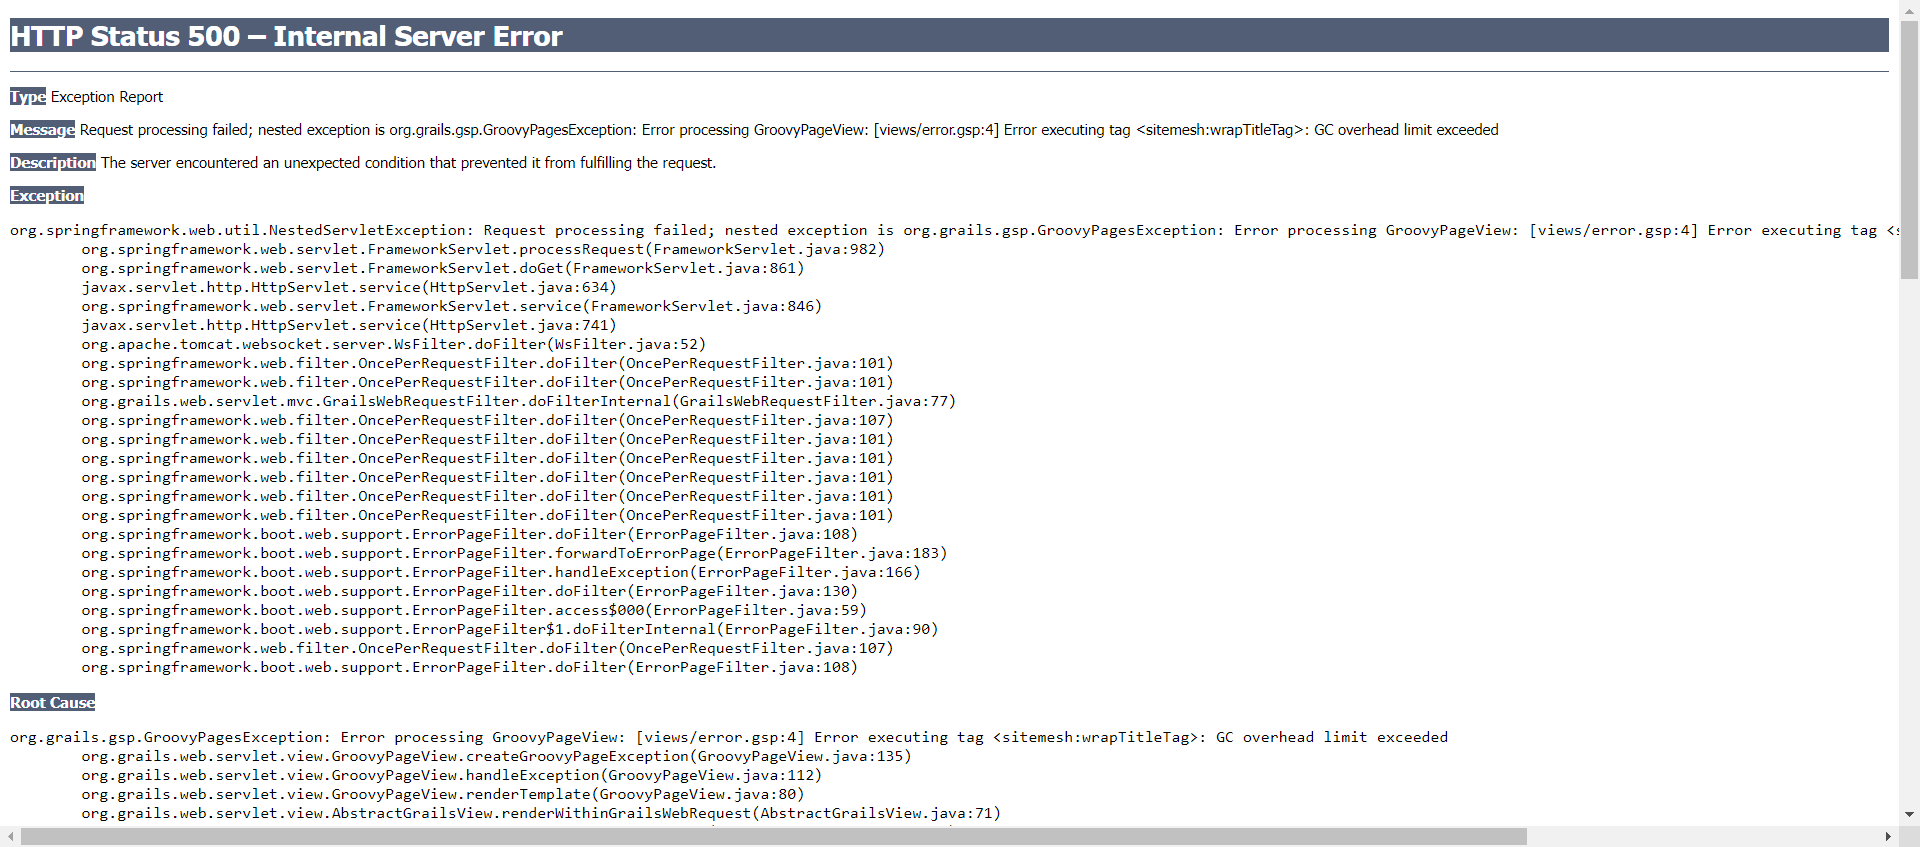 HTTP Status 500 – Internal Server Error
Type Exception Report
Message Request processing failed; nested exception is org.grails.gsp.GroovyPagesException: Error processing GroovyPageView: [views/error.gsp:4] Error executing tag <sitemesh:wrapTitleTag>: GC overhead limit exceeded
Description The server encountered an unexpected condition that prevented it from fulfilling the request.
Exception
org.springframework.web.util.NestedServletException: Request processing failed; nested exception is org.grails.gsp.GroovyPagesException: Error processing GroovyPageView: [views/error.gsp:4] Error executing tag <s
org.springframework.web.servlet.FrameworkServlet.processRequest(FrameworkServlet.java:982)
org.springframework.web.servlet.FrameworkServlet.doGet(FrameworkServlet.java:861)
javax.servlet.http.HttpServlet.service(HttpServlet.java:634)
org.springframework.web.servlet.FrameworkServlet.service(FrameworkServlet.java:846)
javax.servlet.http.HttpServlet.service(HttpServlet.java:741)
org.apache.tomcat.websocket.server.WsFilter.doFilter(WsFilter.java:52)
org.springframework.web.filter.OncePerRequestFilter.doFilter(OncePerRequestFilter.java:101)
org.springframework.web.filter.OncePerRequestFilter.doFilter(OncePerRequestFilter.java:101)
org.grails.web.servlet.mvc.GrailsWebRequestFilter.doFilterInternal(GrailsWebRequestFilter.java:77)
org.springframework.web.filter.OncePerRequestFilter.doFilter(OncePerRequestFilter.java:107)
org.springframework.web.filter.OncePerRequestFilter.doFilter(OncePerRequestFilter.java:101)
org.springframework.web.filter.OncePerRequestFilter.doFilter(OncePerRequestFilter.java:101)
org.springframework.web.filter.OncePerRequestFilter.doFilter(OncePerRequestFilter.java:101)
org.springframework.web.filter.OncePerRequestFilter.doFilter(OncePerRequestFilter.java:101)
org.springframework.web.filter.OncePerRequestFilter.doFilter(OncePerRequestFilter.java:101)
org.springframework.boot.web.support.ErrorPageFilter.doFilter(ErrorPageFilter.java:108)
org.springframework.boot.web.support.ErrorPageFilter.forwardToErrorPage(ErrorPageFilter.java:183)
org.springframework.boot.web.support.ErrorPageFilter.handleException(ErrorPageFilter.java:166)
org.springframework.boot.web.support.ErrorPageFilter.doFilter(ErrorPageFilter.java:130)
org.springframework.boot.web.support.ErrorPageFilter.access$000(ErrorPageFilter.java:59)
org.springframework.boot.web.support.ErrorPageFilter$1.doFilterInternal(ErrorPageFilter.java:90)
org.springframework.web.filter.OncePerRequestFilter.doFilter(OncePerRequestFilter.java:107)
org.springframework.boot.web.support.ErrorPageFilter.doFilter(ErrorPageFilter.java:108)
Root Cause
org.grails.gsp.GroovyPagesException: Error processing GroovyPageView: [views/error.gsp:4] Error executing tag <sitemesh:wrapTitleTag>: GC overhead limit exceeded
org.grails.web.servlet.view.GroovyPageView.createGroovyPageException(GroovyPageView.java:135)
org.grails.web.servlet.view.GroovyPageView.handleException(GroovyPageView.java:112)
org.grails.web.servlet.view.GroovyPageView.renderTemplate(GroovyPageView.java:80)
org.grails.web.servlet.view.AbstractGrailsView.renderWithinGrailsWebRequest(AbstractGrailsView.java:71)